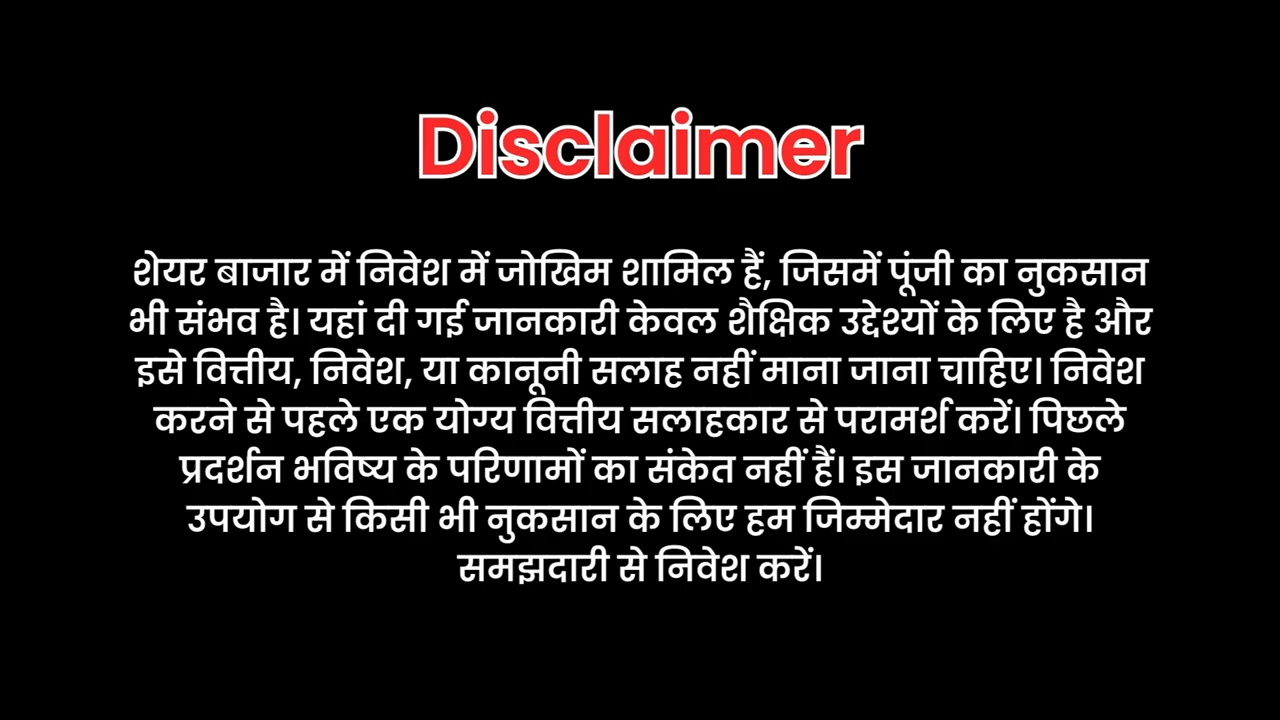 Disclaimer
शेयर बाजार में निवेश में जोखिम शामिल हैं, जिसमें पूंजी का नुकसान
भी संभव है। यहां दी गई जानकारी केवल शैक्षिक उद्देश्यों के लिए है और
इसे वित्तीय, निवेश, या कानूनी सलाह नहीं माना जाना चाहिए। निवेश
करने से पहले एक योग्य वित्तीय सलाहकार से परामर्श करें। पिछले
प्रदर्शन भविष्य के परिणामों का संकेत नहीं हैं। इस जानकारी के
उपयोग से किसी भी नुकसान के लिए हम जिम्मेदार नहीं होंगे।
समझदारी से निवेश करें।